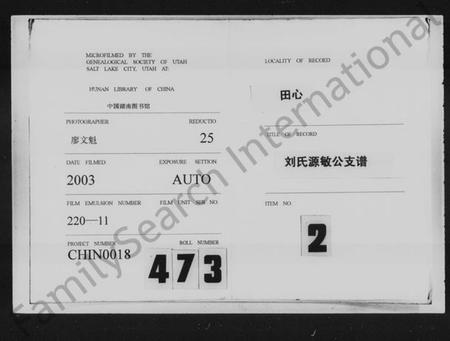 MICROFILMED BY THE
GENEALOGICAL SOCIETY OF UTAH
SALT LAKE CITY, UTAH AT:
HUNAN LIBRARY OF CHINA
中国湖南图书馆
PHOTOGRAPHER REDUCTIO
廖文魁 25
DATE FILMED EXPOSURE SETTION
2003 AUTO
FILM EMULSION NUMBER FILM UNIT SER NO.
220—11
PROJECT NUMBER ROLL NUMBER
CHIN0018 473
LOCALITY OF RECORD
田心
TITLE OF RECORD
刘氏源敏公支谱
ITEM NO.
2
FamilySearch International